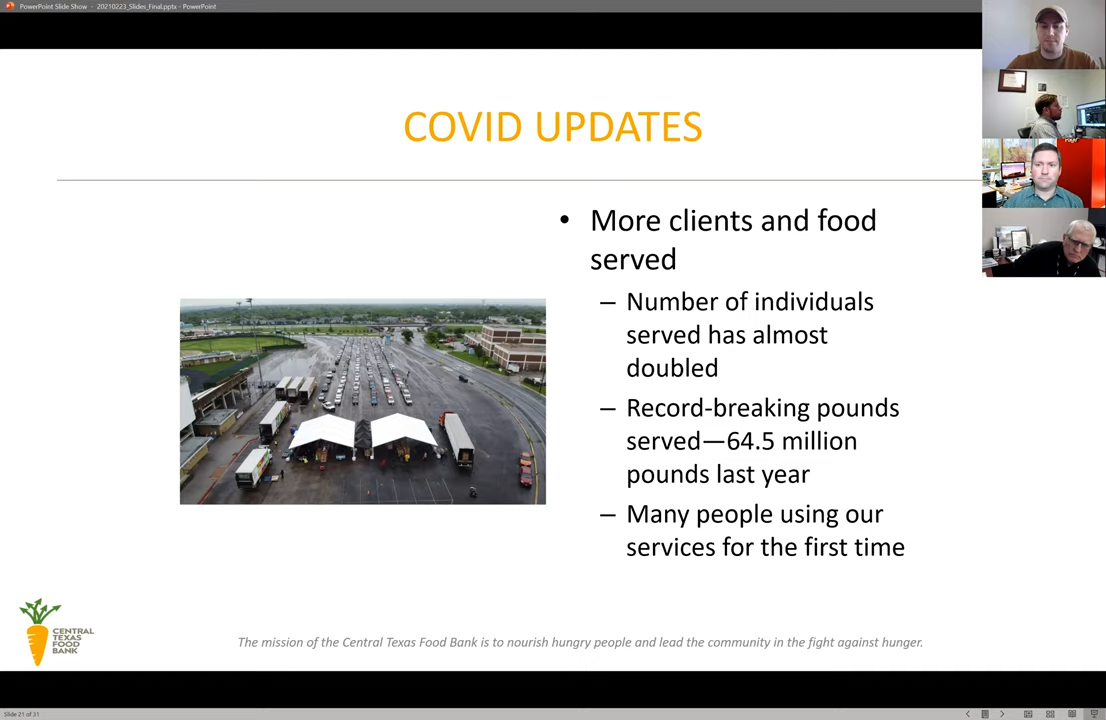 PowerPoint Slide Show - 20210223_Slides_Final.pptx - PowerPoint
COVID UPDATES
• More clients and food
served
– Number of individuals
served has almost
doubled
– Record-breaking pounds
served—64.5 million
pounds last year
– Many people using our
services for the first time
CENTRAL
TEXAS
FOOD
BANK
The mission of the Central Texas Food Bank is to nourish hungry people and lead the community in the fight against hunger.
Slide 21 of 31